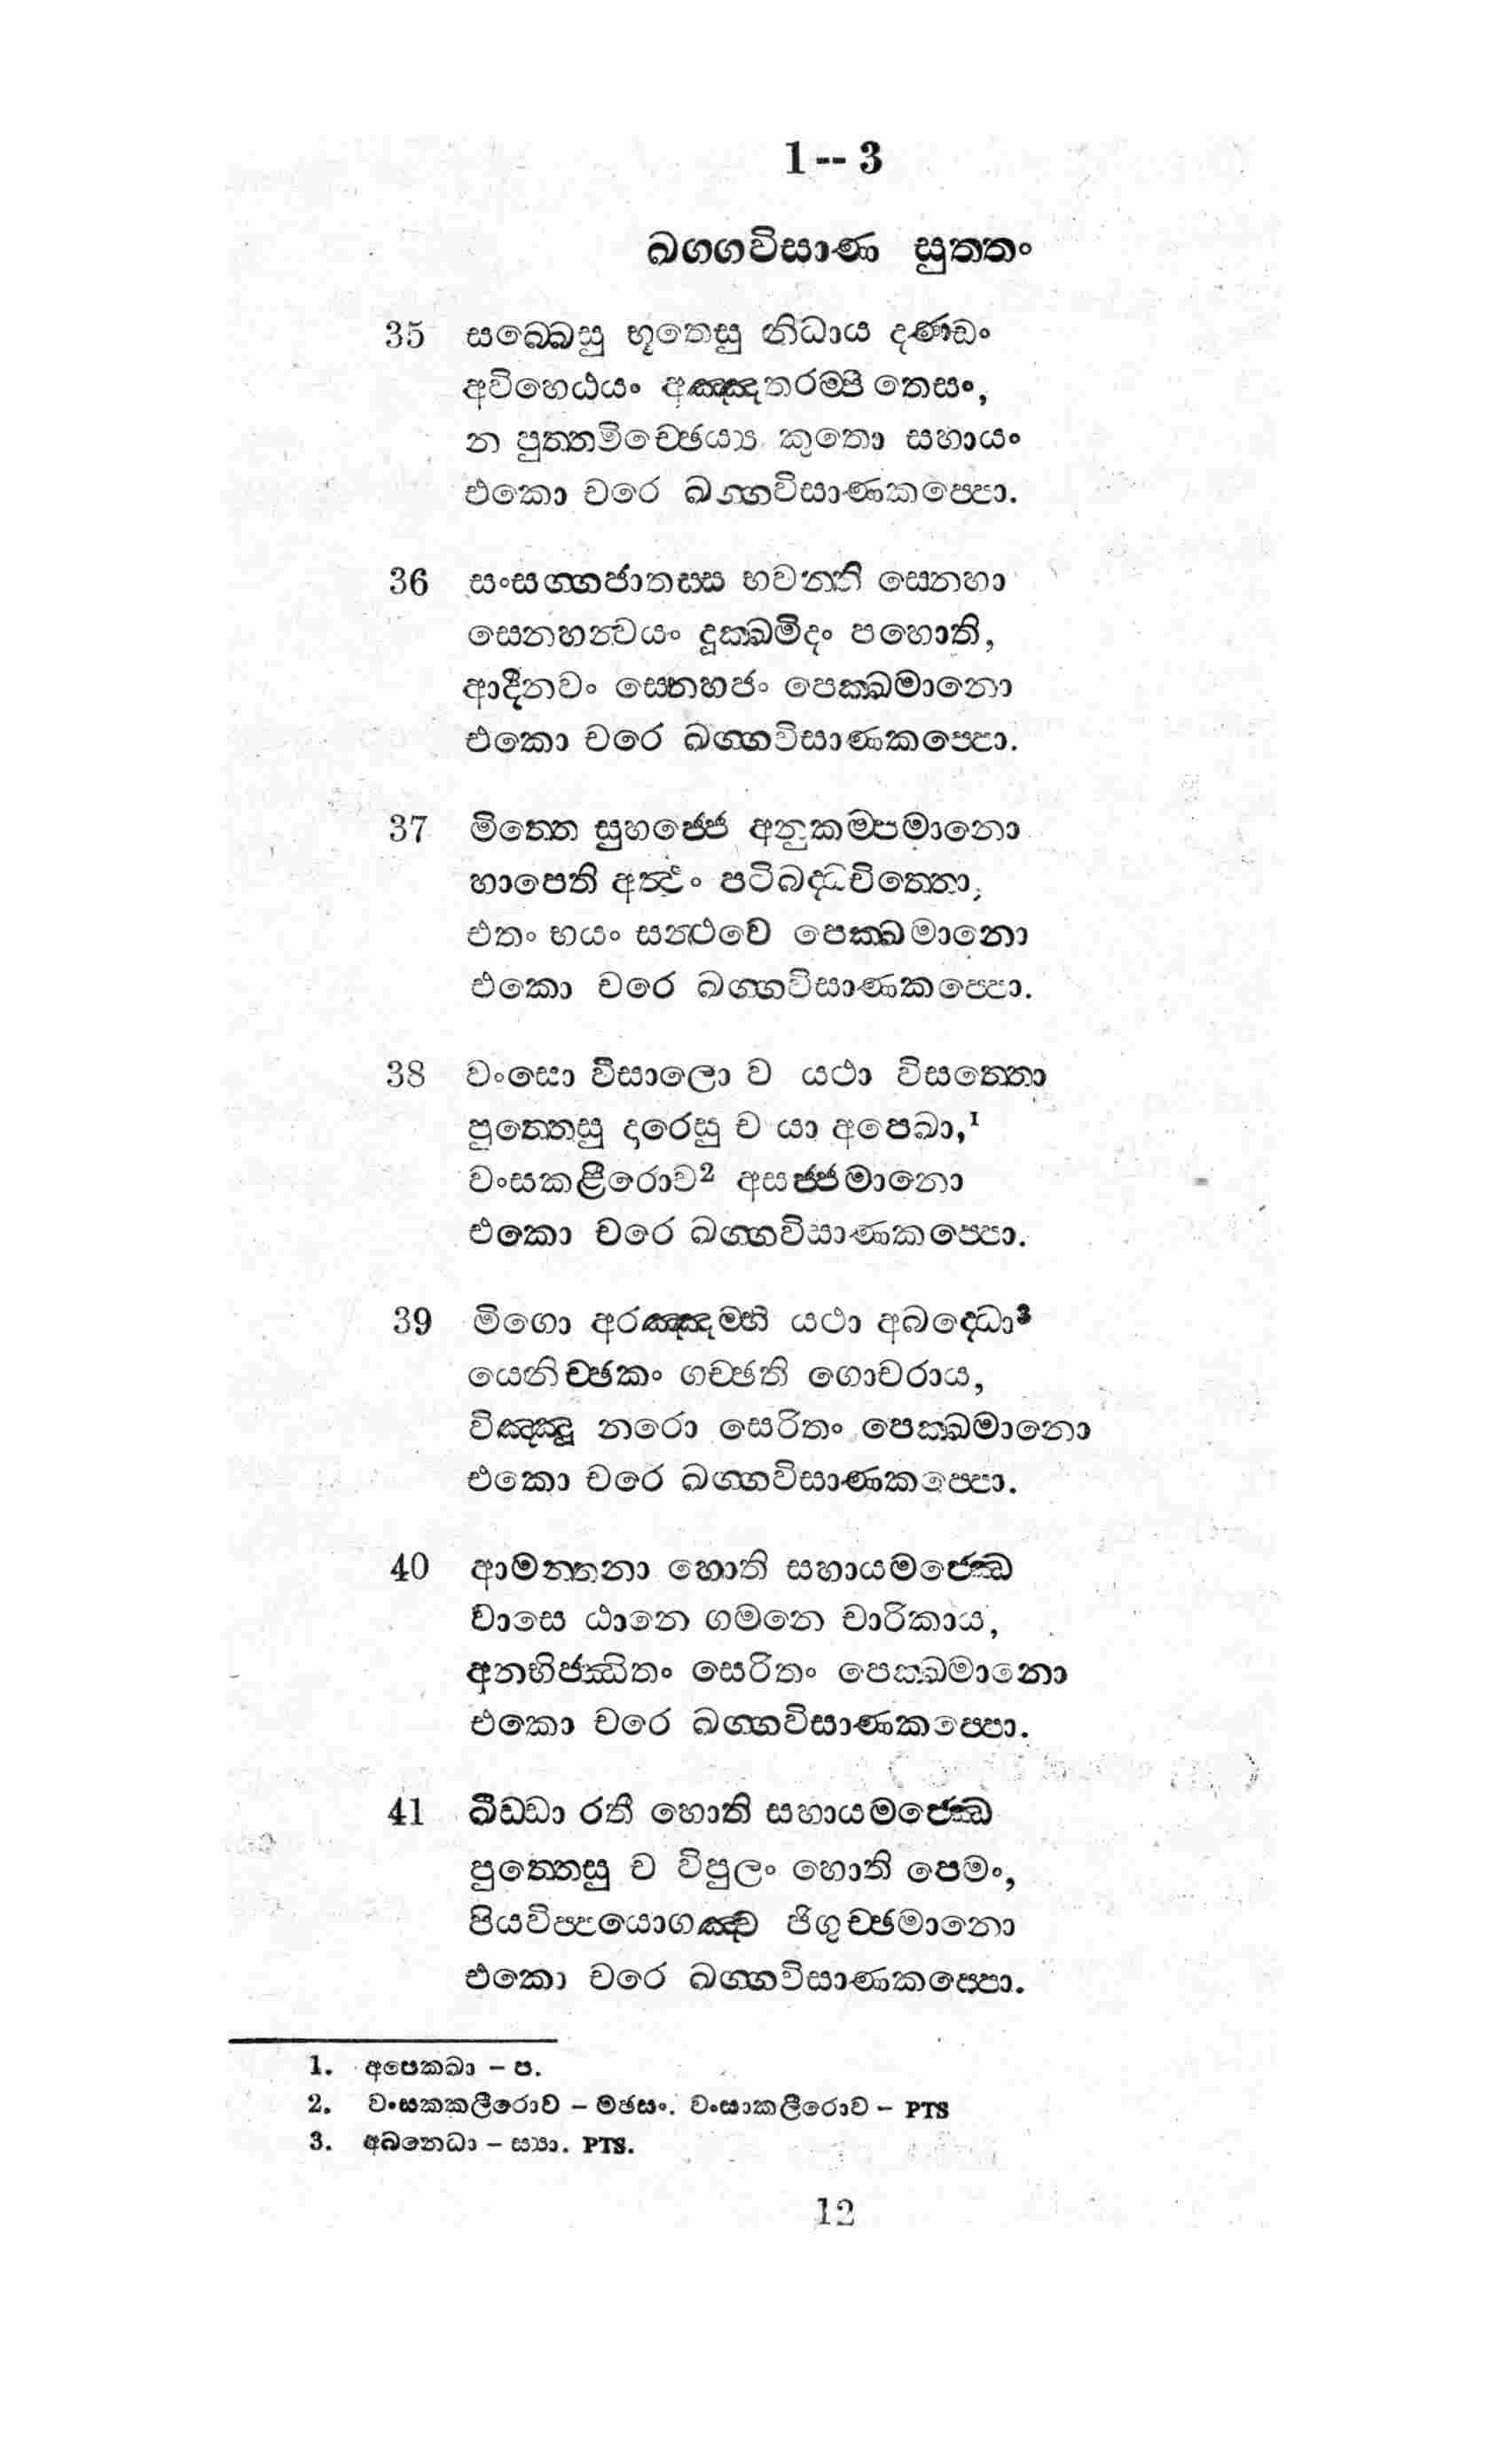 1 -- 3
ඛග්ගවිසාණ සුත්තං
35 සබ්බෙසු භූතෙසු නිධාය දණ්ඩං
අවිහෙඨයං අඤ්ඤතරම්පි තෙසං,
න පුත්තමිච්ඡෙය්‍ය කුතො සහායං
එකො චරෙ ඛග්ගවිසාණකප්පො.
36 සංසග්ගජාතස්ස භවන්ති ස්නෙහා
ස්නෙහන්වයං දුක්ඛමිදං පහොති,
ආදීනවං ස්නෙහජං පෙක්ඛමානො
එකො චරෙ ඛග්ගවිසාණකප්පො.
37 මිත්තෙ සුහජ්ජෙ අනුකම්පමානො
හාපෙති අත්ථං පටිබද්ධචිත්තො,
එතං භයං සන්ථවෙ පෙක්ඛමානො
එකො චරෙ ඛග්ගවිසාණකප්පො.
38 වංසො විසාලො ව යථා විසත්තො
පුත්තෙසු දාරෙසු ච යා අපෙඛා,¹
වංසකළීරොව² අසජ්ජමානො
එකො චරෙ ඛග්ගවිසාණකප්පො.
39 මිගො අරඤ්ඤම්හි යථා අබද්ධො³
යෙනිච්ඡකං ගච්ඡති ගොචරාය,
විඤ්ඤූ නරො සෙරිතං පෙක්ඛමානො
එකො චරෙ ඛග්ගවිසාණකප්පො.
40 ආමන්තනා හොති සහායමජ්ඣෙ
වාසෙ ඨානෙ ගමනෙ චාරිකාය,
අනභිජ්ඣිතං සෙරිතං පෙක්ඛමානො
එකො චරෙ ඛග්ගවිසාණකප්පො.
41 ඛිඩ්ඩා රතී හොති සහායමජ්ඣෙ
පුත්තෙසු ච විපුලං හොති පෙමං,
පියවිප්පයොගඤ්ච ජිගුච්ඡමානො
එකො චරෙ ඛග්ගවිසාණකප්පො.
1. අපෙක්ඛා – ප.
2. වංසක්කලීරොව – මඡසං. වංසාකලීරොව – PTS
3. අබන්ධො – ස්‍යා. PTS.
12